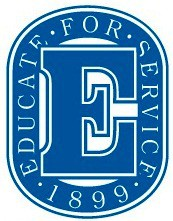 · EDUCATE · FOR · SERVICE ·
E
· 1899 ·